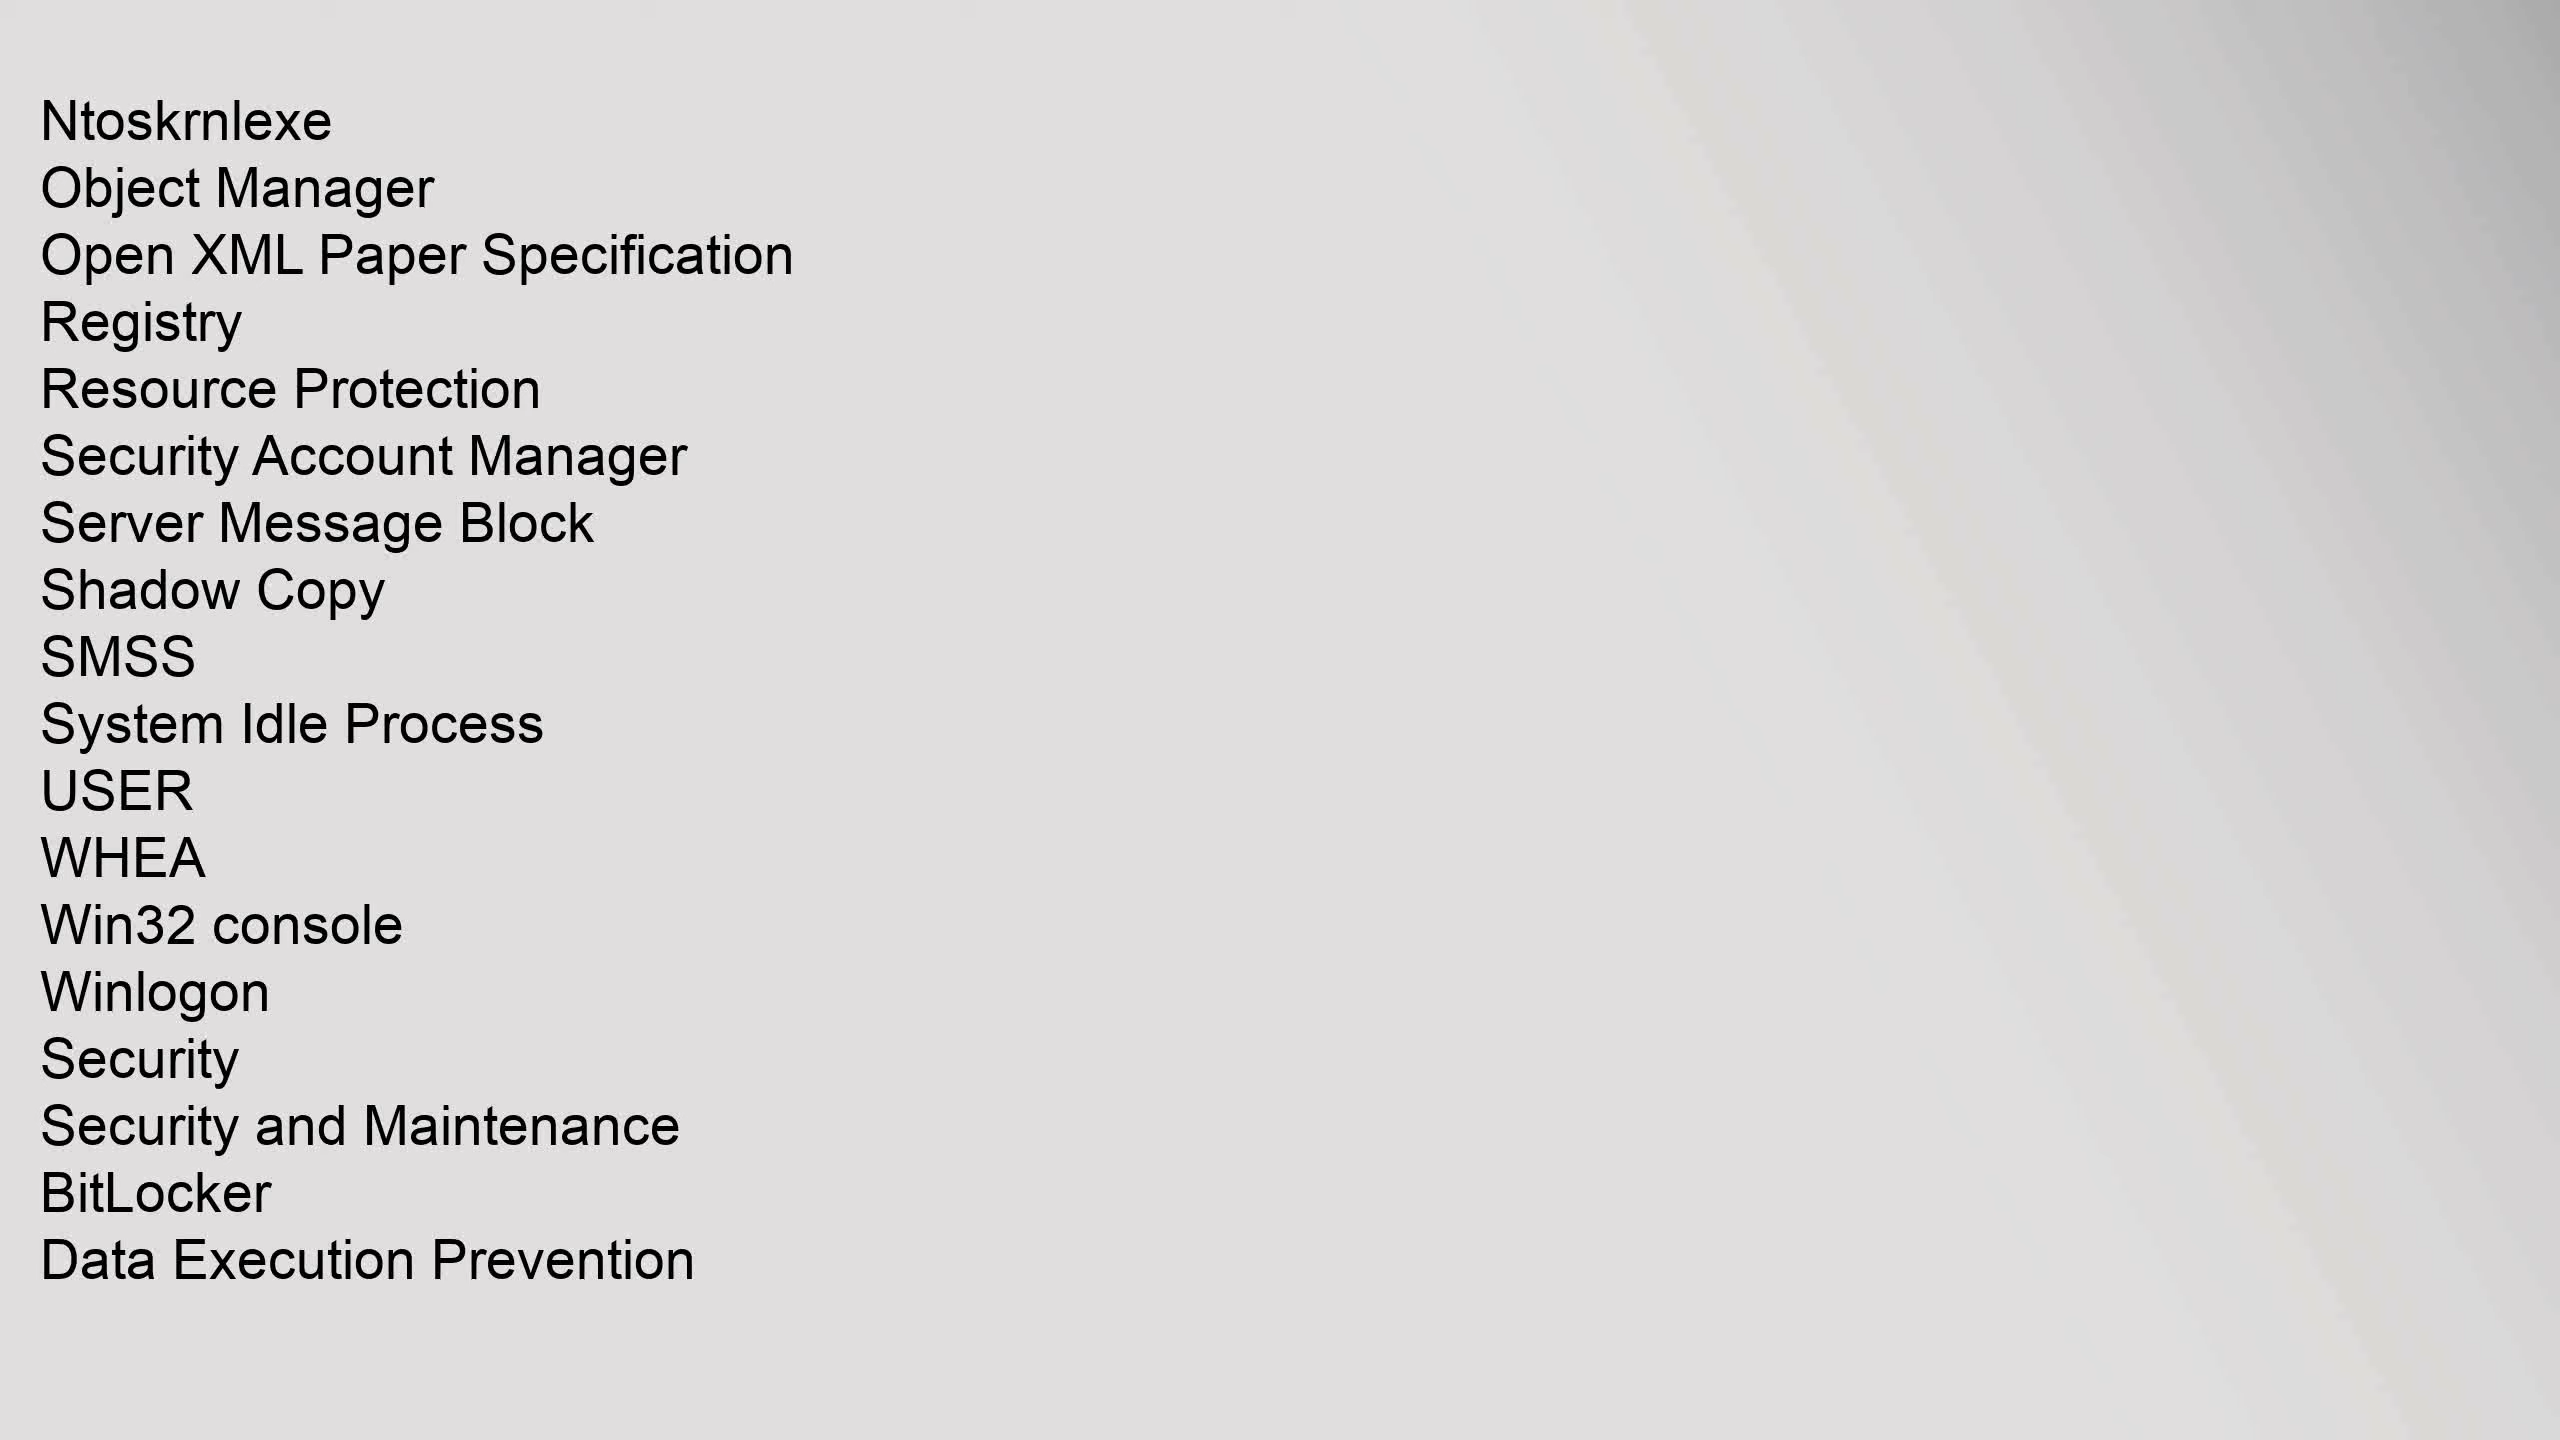 Ntoskrnlexe
Object Manager
Open XML Paper Specification
Registry
Resource Protection
Security Account Manager
Server Message Block
Shadow Copy
SMSS
System Idle Process
USER
WHEA
Win32 console
Winlogon
Security
Security and Maintenance
BitLocker
Data Execution Prevention